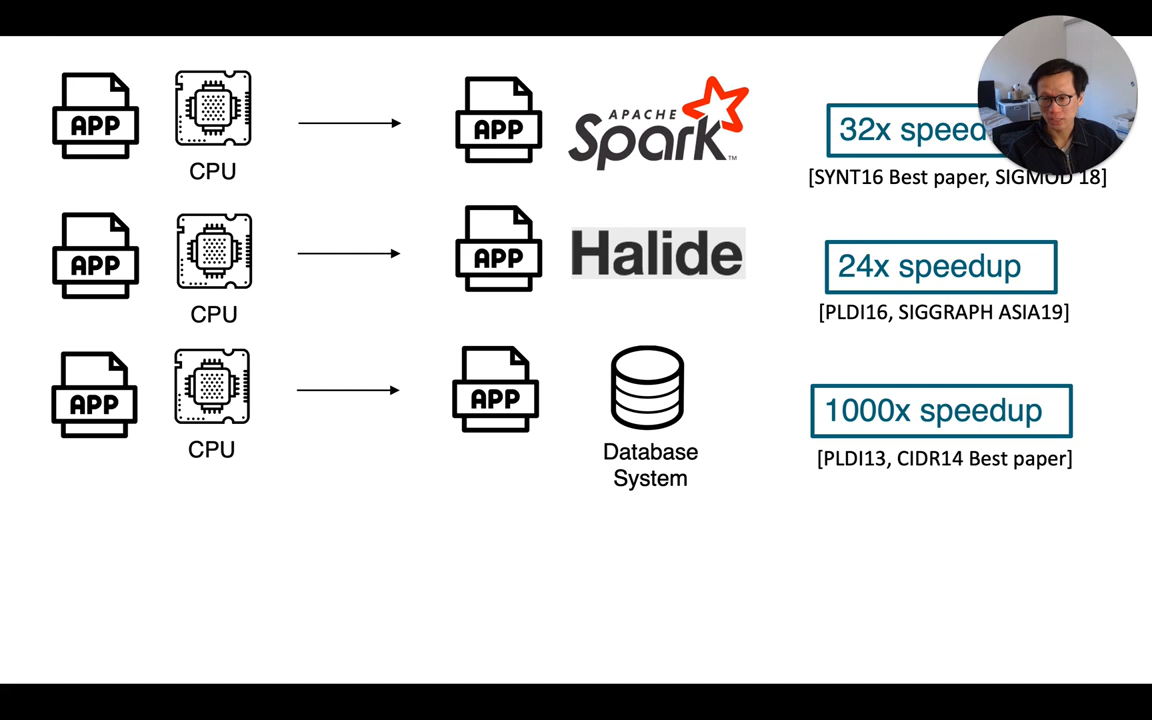 APP
CPU
APP
APACHE
Spark™
32x speed
[SYNT16 Best paper, SIGMOD 18]
APP
CPU
APP
Halide
24x speedup
[PLDI16, SIGGRAPH ASIA19]
APP
CPU
APP
Database
System
1000x speedup
[PLDI13, CIDR14 Best paper]